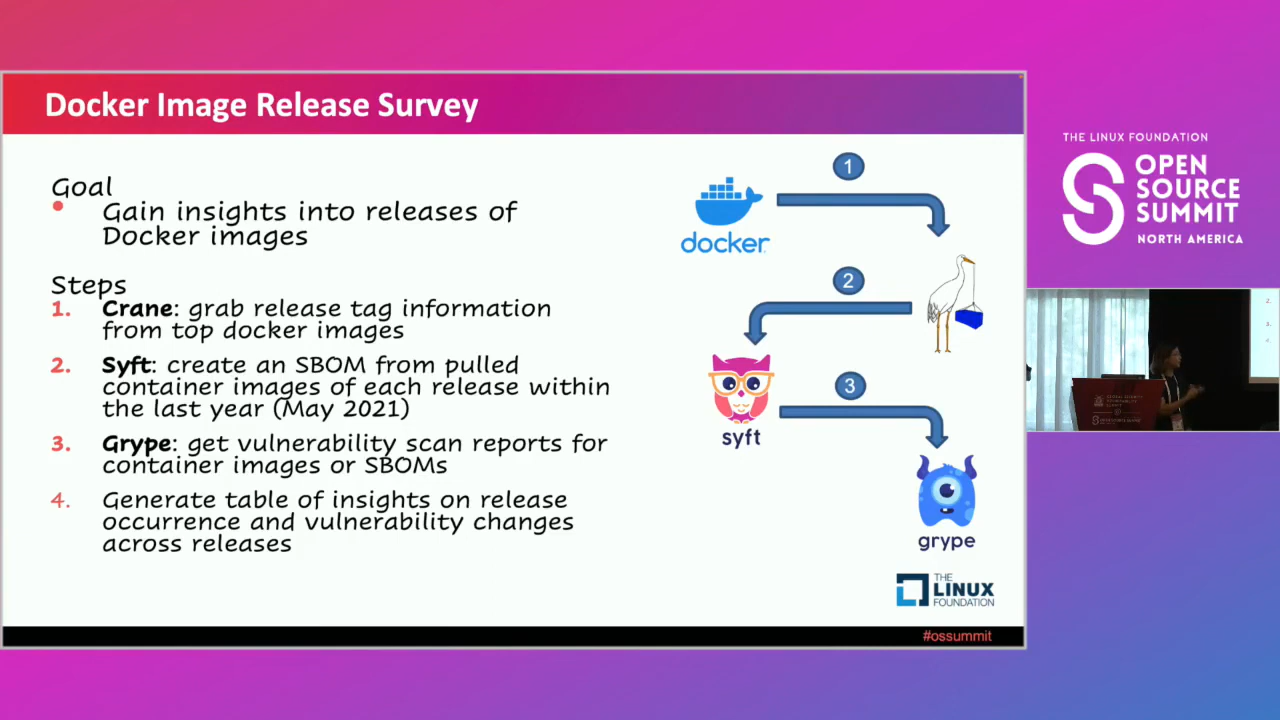 Docker Image Release Survey
Goal
• Gain insights into releases of
Docker images
Steps
1. Crane: grab release tag information
from top docker images
2. Syft: create an SBOM from pulled
container images of each release within
the last year (May 2021)
3. Grype: get vulnerability scan reports for
container images or SBOMs
4. Generate table of insights on release
occurrence and vulnerability changes
across releases
1
docker
2
syft
3
grype
THE
LINUX
FOUNDATION
#ossummit
THE LINUX FOUNDATION
OPEN
SOURCE
SUMMIT
NORTH AMERICA